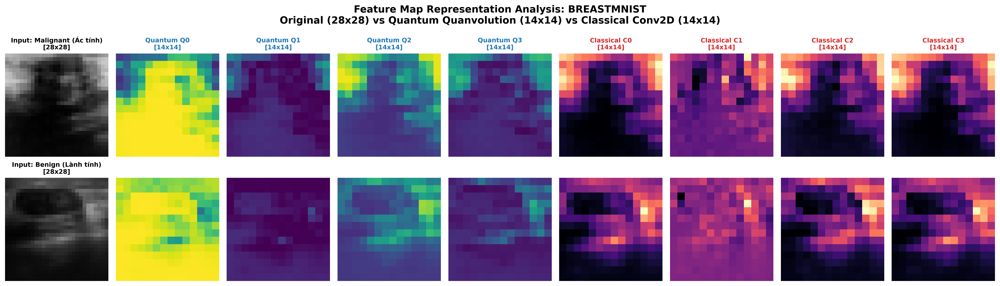 Feature Map Representation Analysis: BREASTMNIST
Original (28x28) vs Quantum Quanvolution (14x14) vs Classical Conv2D (14x14)
Input: Malignant (Ác tính)
[28x28]
Quantum Q0
[14x14]
Quantum Q1
[14x14]
Quantum Q2
[14x14]
Quantum Q3
[14x14]
Classical C0
[14x14]
Classical C1
[14x14]
Classical C2
[14x14]
Classical C3
[14x14]
Input: Benign (Lành tính)
[28x28]